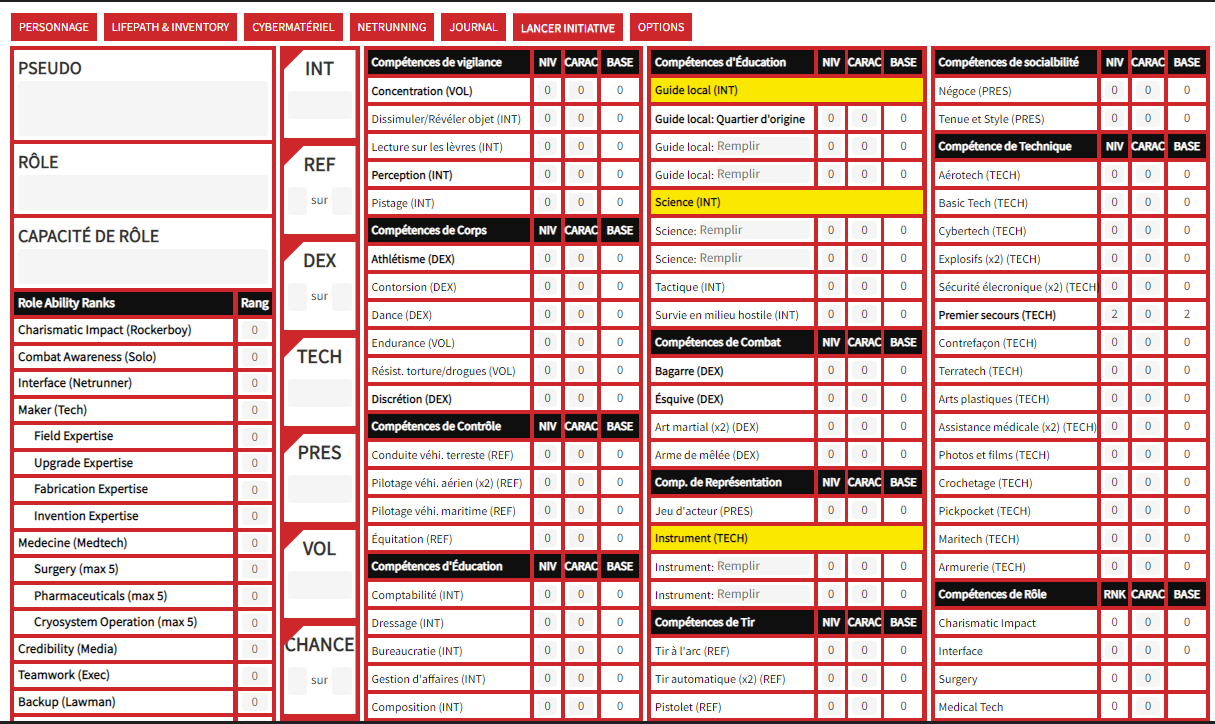 PERSONNAGE LIFEPATH & INVENTORY CYBERMATÉRIEL NETRUNNING JOURNAL LANCER INITIATIVE OPTIONS
PSEUDO
RÔLE
CAPACITÉ DE RÔLE
Role Ability Ranks Rang
Charismatic Impact (Rockerboy) 0
Combat Awareness (Solo) 0
Interface (Netrunner) 0
Maker (Tech) 0
Field Expertise 0
Upgrade Expertise 0
Fabrication Expertise 0
Invention Expertise 0
Medecine (Medtech) 0
Surgery (max 5) 0
Pharmaceuticals (max 5) 0
Cryosystem Operation (max 5) 0
Credibility (Media) 0
Teamwork (Exec) 0
Backup (Lawman) 0
INT
REF
sur
DEX
sur
TECH
PRES
VOL
CHANCE
sur
Compétences de vigilance NIV CARAC BASE
Concentration (VOL) 0 0 0
Dissimuler/Révéler objet (INT) 0 0 0
Lecture sur les lèvres (INT) 0 0 0
Perception (INT) 0 0 0
Pistage (INT) 0 0 0
Compétences de Corps NIV CARAC BASE
Athlétisme (DEX) 0 0 0
Contorsion (DEX) 0 0 0
Dance (DEX) 0 0 0
Endurance (VOL) 0 0 0
Résist. torture/drogues (VOL) 0 0 0
Discrétion (DEX) 0 0 0
Compétences de Contrôle NIV CARAC BASE
Conduite véhi. terreste (REF) 0 0 0
Pilotage véhi. aérien (x2) (REF) 0 0 0
Pilotage véhi. maritime (REF) 0 0 0
Équitation (REF) 0 0 0
Compétences d'Éducation NIV CARAC BASE
Comptabilité (INT) 0 0 0
Dressage (INT) 0 0 0
Bureaucratie (INT) 0 0 0
Gestion d'affaires (INT) 0 0 0
Composition (INT) 0 0 0
Compétences d'Éducation NIV CARAC BASE
Guide local (INT)
Guide local: Quartier d'origine 0 0 0
Guide local: Remplir 0 0 0
Guide local: Remplir 0 0 0
Science (INT)
Science: Remplir 0 0 0
Science: Remplir 0 0 0
Tactique (INT) 0 0 0
Survie en milieu hostile (INT) 0 0 0
Compétences de Combat NIV CARAC BASE
Bagarre (DEX) 0 0 0
Ésquive (DEX) 0 0 0
Art martial (x2) (DEX) 0 0 0
Arme de mêlée (DEX) 0 0 0
Comp. de Représentation NIV CARAC BASE
Jeu d'acteur (PRES) 0 0 0
Instrument (TECH)
Instrument: Remplir 0 0 0
Instrument: Remplir 0 0 0
Compétences de Tir NIV CARAC BASE
Tir à l'arc (REF) 0 0 0
Tir automatique (x2) (REF) 0 0 0
Pistolet (REF) 0 0 0
Compétences de socialbilité NIV CARAC BASE
Négoce (PRES) 0 0 0
Tenue et Style (PRES) 0 0 0
Compétence de Technique NIV CARAC BASE
Aérotech (TECH) 0 0 0
Basic Tech (TECH) 0 0 0
Cybertech (TECH) 0 0 0
Explosifs (x2) (TECH) 0 0 0
Sécurité élecronique (x2) (TECH) 0 0 0
Premier secours (TECH) 2 0 2
Contrefaçon (TECH) 0 0 0
Terratech (TECH) 0 0 0
Arts plastiques (TECH) 0 0 0
Assistance médicale (x2) (TECH) 0 0 0
Photos et films (TECH) 0 0 0
Crochetage (TECH) 0 0 0
Pickpocket (TECH) 0 0 0
Maritech (TECH) 0 0 0
Armurerie (TECH) 0 0 0
Compétences de Rôle RNK CARAC BASE
Charismatic Impact 0 0 0
Interface 0 0 0
Surgery 0 0
Medical Tech 0 0